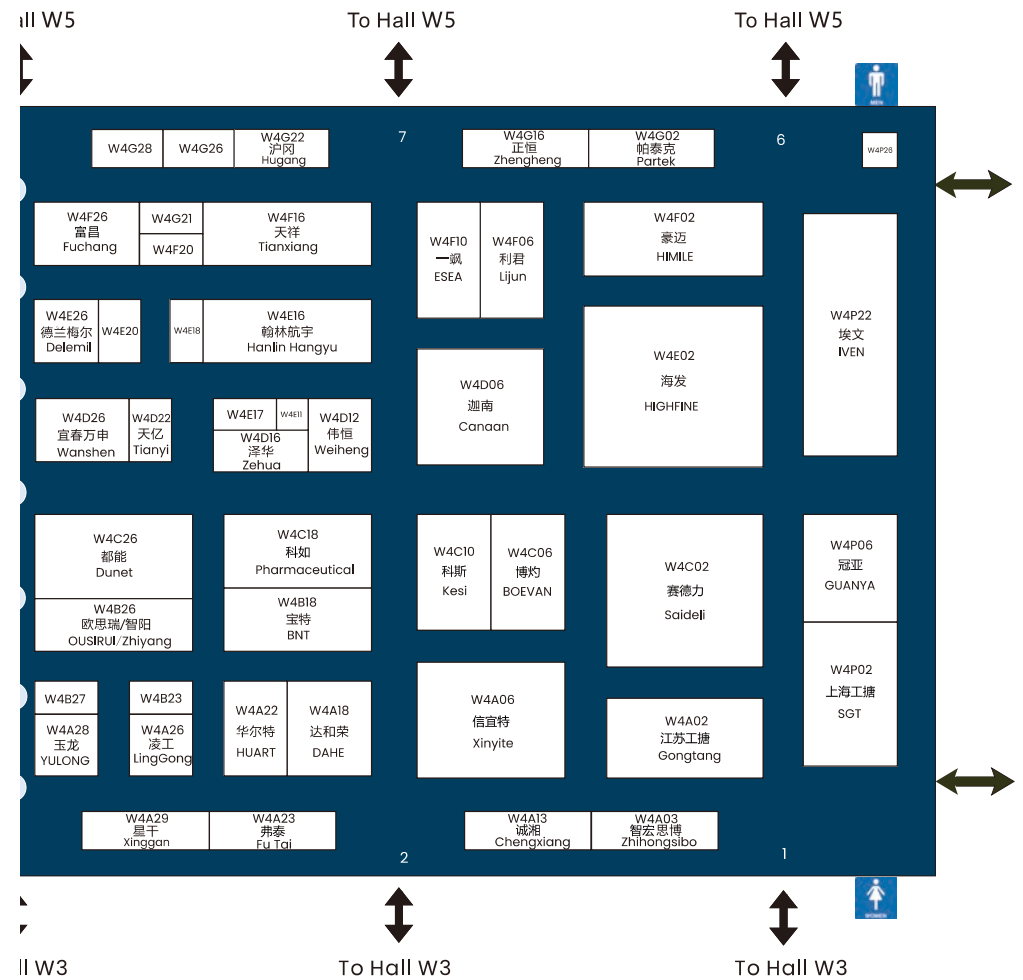 all W5
To Hall W5
To Hall W5
MEN
W4G28
W4G26
W4G22
沪冈
Hugang
7
W4G16
正恒
Zhengheng
W4G02
帕泰克
Partek
6
W4P26
W4F26
富昌
Fuchang
W4G21
W4F20
W4F16
天祥
Tianxiang
W4F10
一飒
ESEA
W4F06
利君
Lijun
W4F02
豪迈
HIMILE
W4P22
埃文
IVEN
W4E26
德兰梅尔
Delemil
W4E20
W4E18
W4E16
翰林航宇
Hanlin Hangyu
W4E02
海发
HIGHFINE
W4D06
迦南
Canaan
W4D26
宜春万申
Wanshen
W4D22
天亿
Tianyi
W4E17
W4E11
W4D16
泽华
Zehua
W4D12
伟恒
Weiheng
W4C26
都能
Dunet
W4B26
欧思瑞/智阳
OUSIRUI/Zhiyang
W4C18
科如
Pharmaceutical
W4B18
宝特
BNT
W4C10
科斯
Kesi
W4C06
博灼
BOEVAN
W4C02
赛德力
Saideli
W4P06
冠亚
GUANYA
W4P02
上海工搪
SGT
W4B27
W4A28
玉龙
YULONG
W4B23
W4A26
凌工
LingGong
W4A22
华尔特
HUART
W4A18
达和荣
DAHE
W4A06
信宜特
Xinyite
W4A02
江苏工搪
Gongtang
W4A29
星干
Xinggan
W4A23
弗泰
Fu Tai
2
W4A13
诚湘
Chengxiang
W4A03
智宏思博
Zhihongsibo
1
WOMEN
ll W3
To Hall W3
To Hall W3